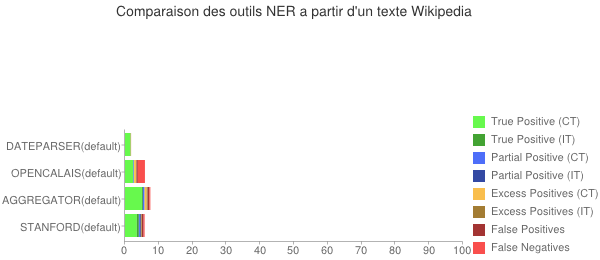 Comparaison des outils NER a partir d'un texte Wikipedia
True Positive (CT)
True Positive (IT)
Partial Positive (CT)
Partial Positive (IT)
Excess Positives (CT)
Excess Positives (IT)
False Positives
False Negatives
DATEPARSER(default)
OPENCALAIS(default)
AGGREGATOR(default)
STANFORD(default)
0 10 20 30 40 50 60 70 80 90 100